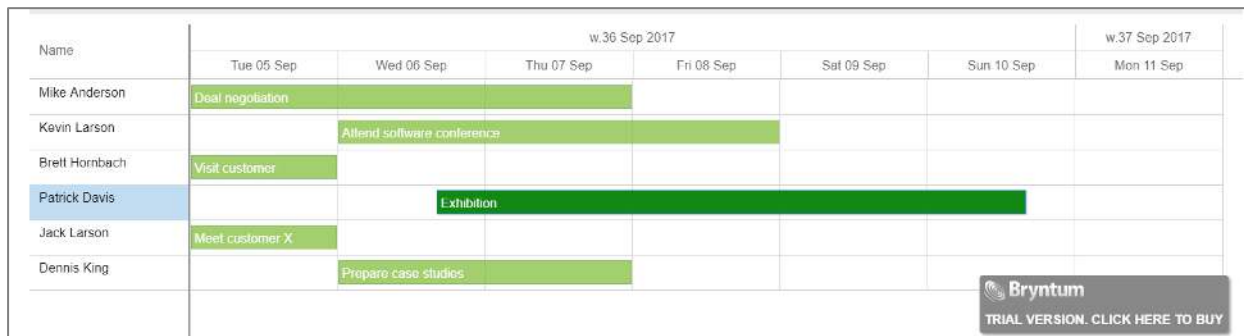 Name
w.36 Sep 2017
w.37 Sep 2017
Tue 05 Sep
Wed 06 Sep
Thu 07 Sep
Fri 08 Sep
Sat 09 Sep
Sun 10 Sep
Mon 11 Sep
Mike Anderson
Deal negotiation
Kevin Larson
Attend software conference
Brett Hornbach
Visit customer
Patrick Davis
Exhibition
Jack Larson
Meet customer X
Dennis King
Prepare case studies
Bryntum
TRIAL VERSION. CLICK HERE TO BUY